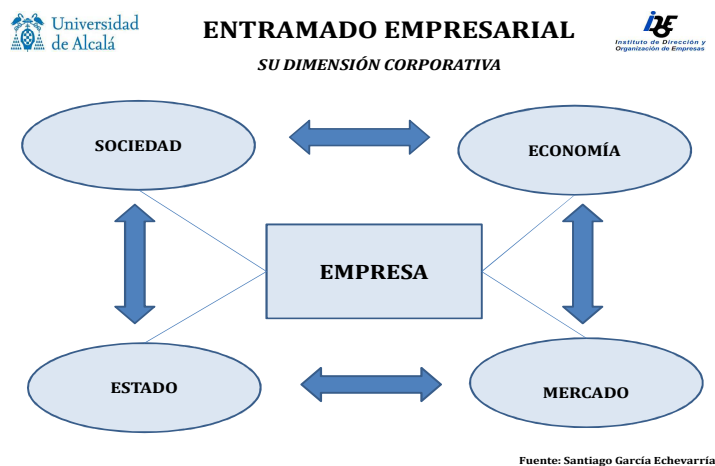 Universidad
de Alcalá
ENTRAMADO EMPRESARIAL
SU DIMENSIÓN CORPORATIVA
IDOE
Instituto de Dirección y
Organización de Empresas
SOCIEDAD
ECONOMÍA
EMPRESA
ESTADO
MERCADO
Fuente: Santiago García Echevarría